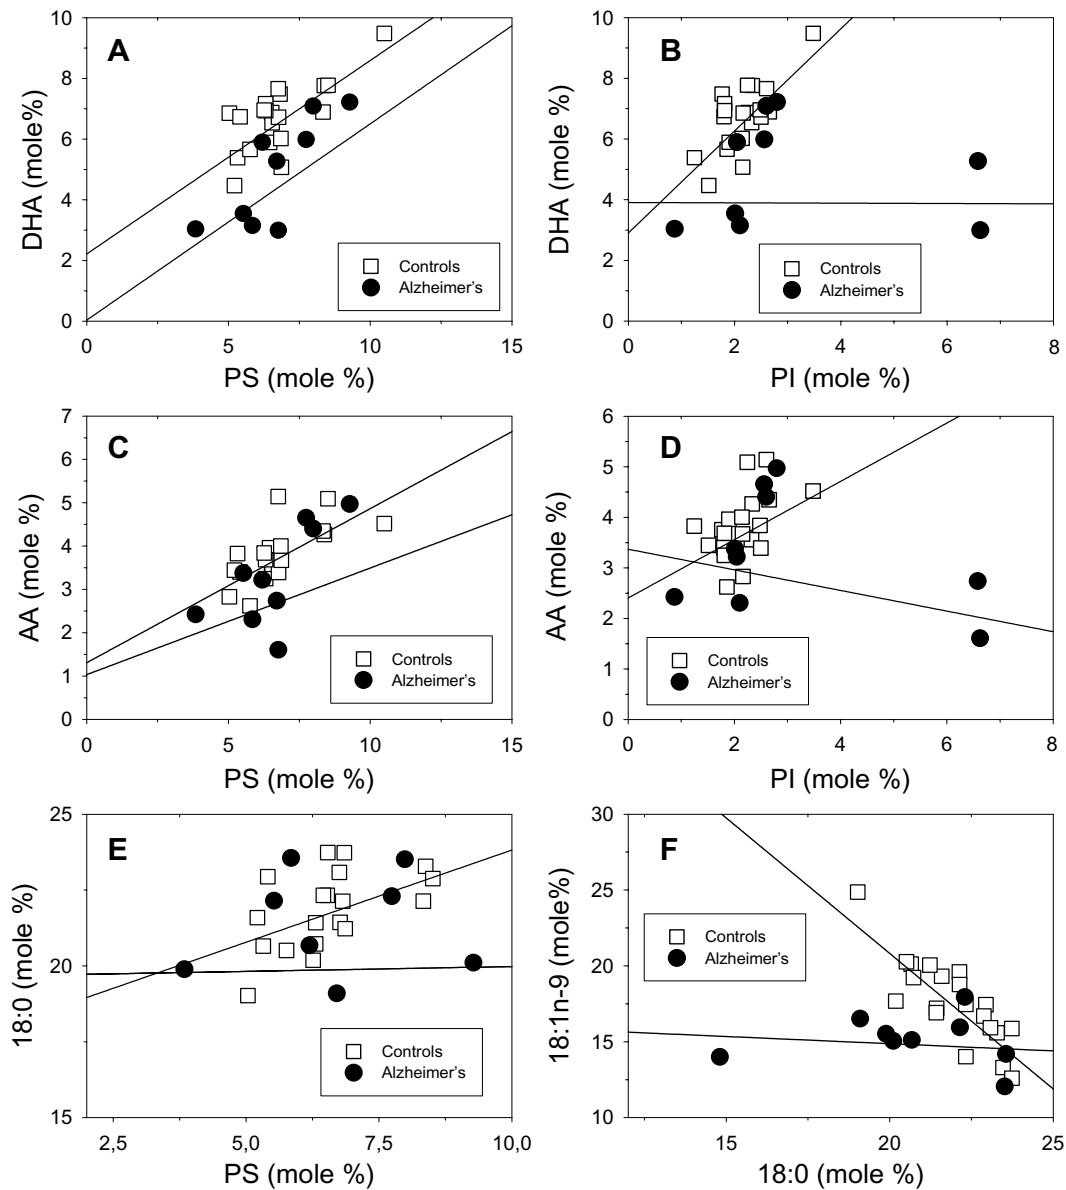 A
10
8
6
4
2
0
DHA (mole%)
0 5 10 15
PS (mole %)
Controls
Alzheimer's
B
10
8
6
4
2
0
DHA (mole%)
0 2 4 6 8
PI (mole %)
Controls
Alzheimer's
C
7
6
5
4
3
2
1
0
AA (mole %)
0 5 10 15
PS (mole %)
Controls
Alzheimer's
D
6
5
4
3
2
1
0
AA (mole %)
0 2 4 6 8
PI (mole %)
Controls
Alzheimer's
E
25
20
15
18:0 (mole %)
2,5 5,0 7,5 10,0
PS (mole %)
Controls
Alzheimer's
F
30
25
20
15
10
18:1n-9 (mole%)
15 20 25
18:0 (mole %)
Controls
Alzheimer's